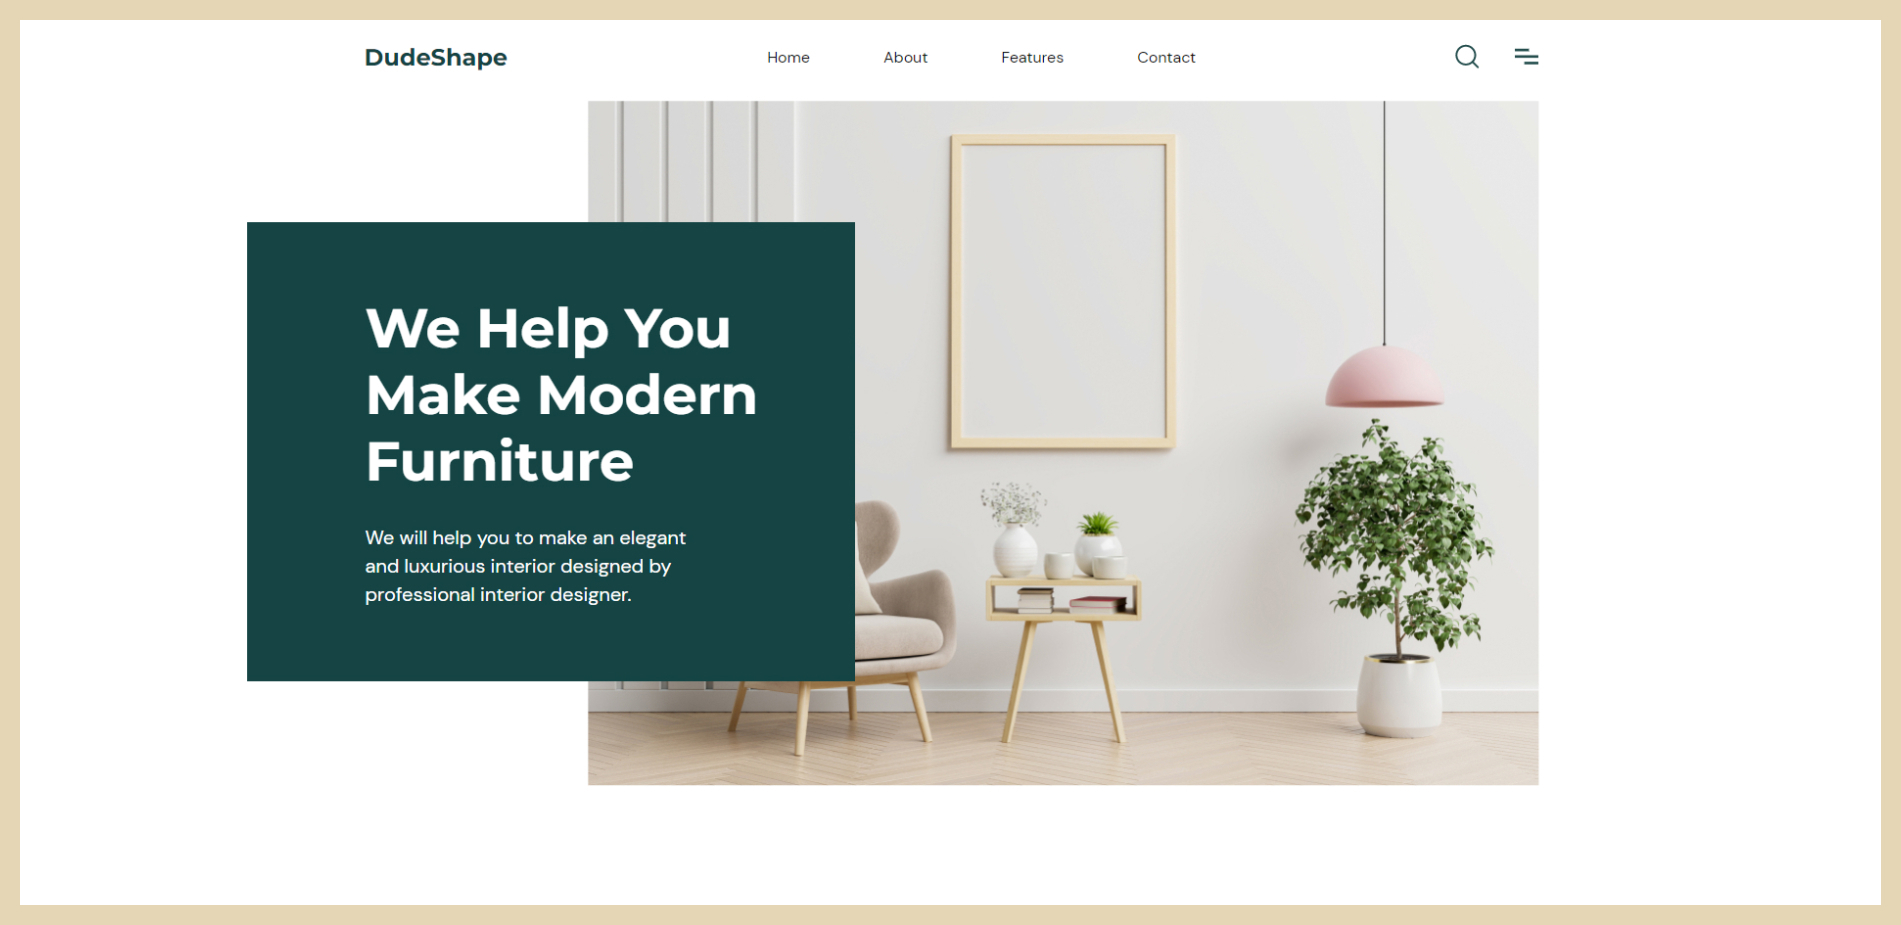 DudeShape
Home
About
Features
Contact
We Help You
Make Modern
Furniture
We will help you to make an elegant
and luxurious interior designed by
professional interior designer.